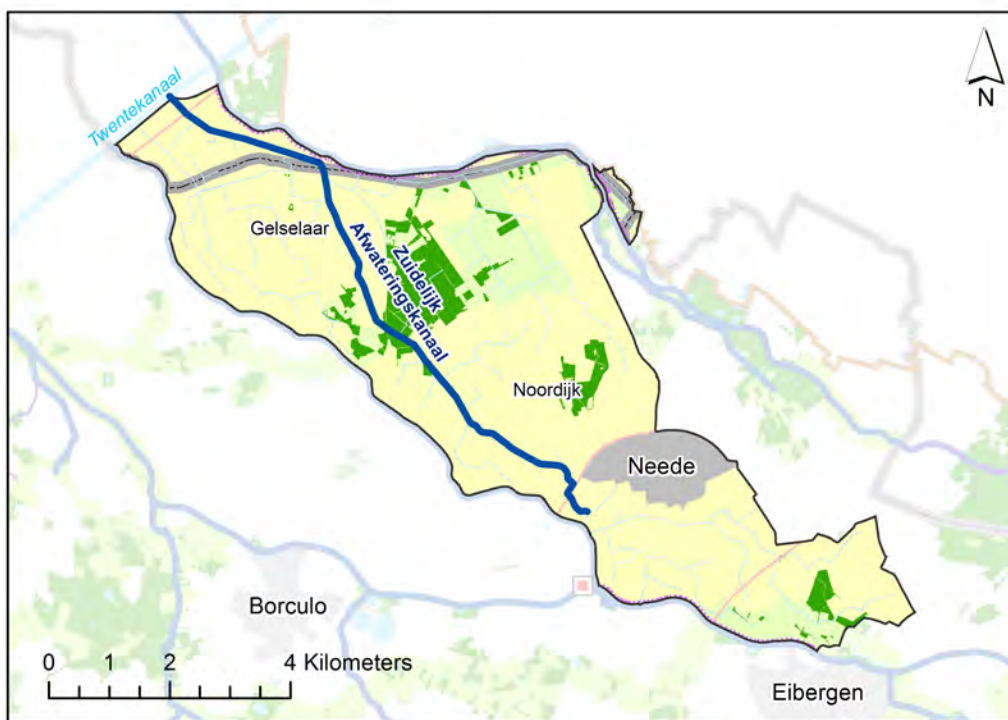 Twentekanaal
N
Gelselaar
Zuidelijk
Afwateringskanaal
Noordijk
Neede
Borculo
0 1 2 4 Kilometers
Eibergen